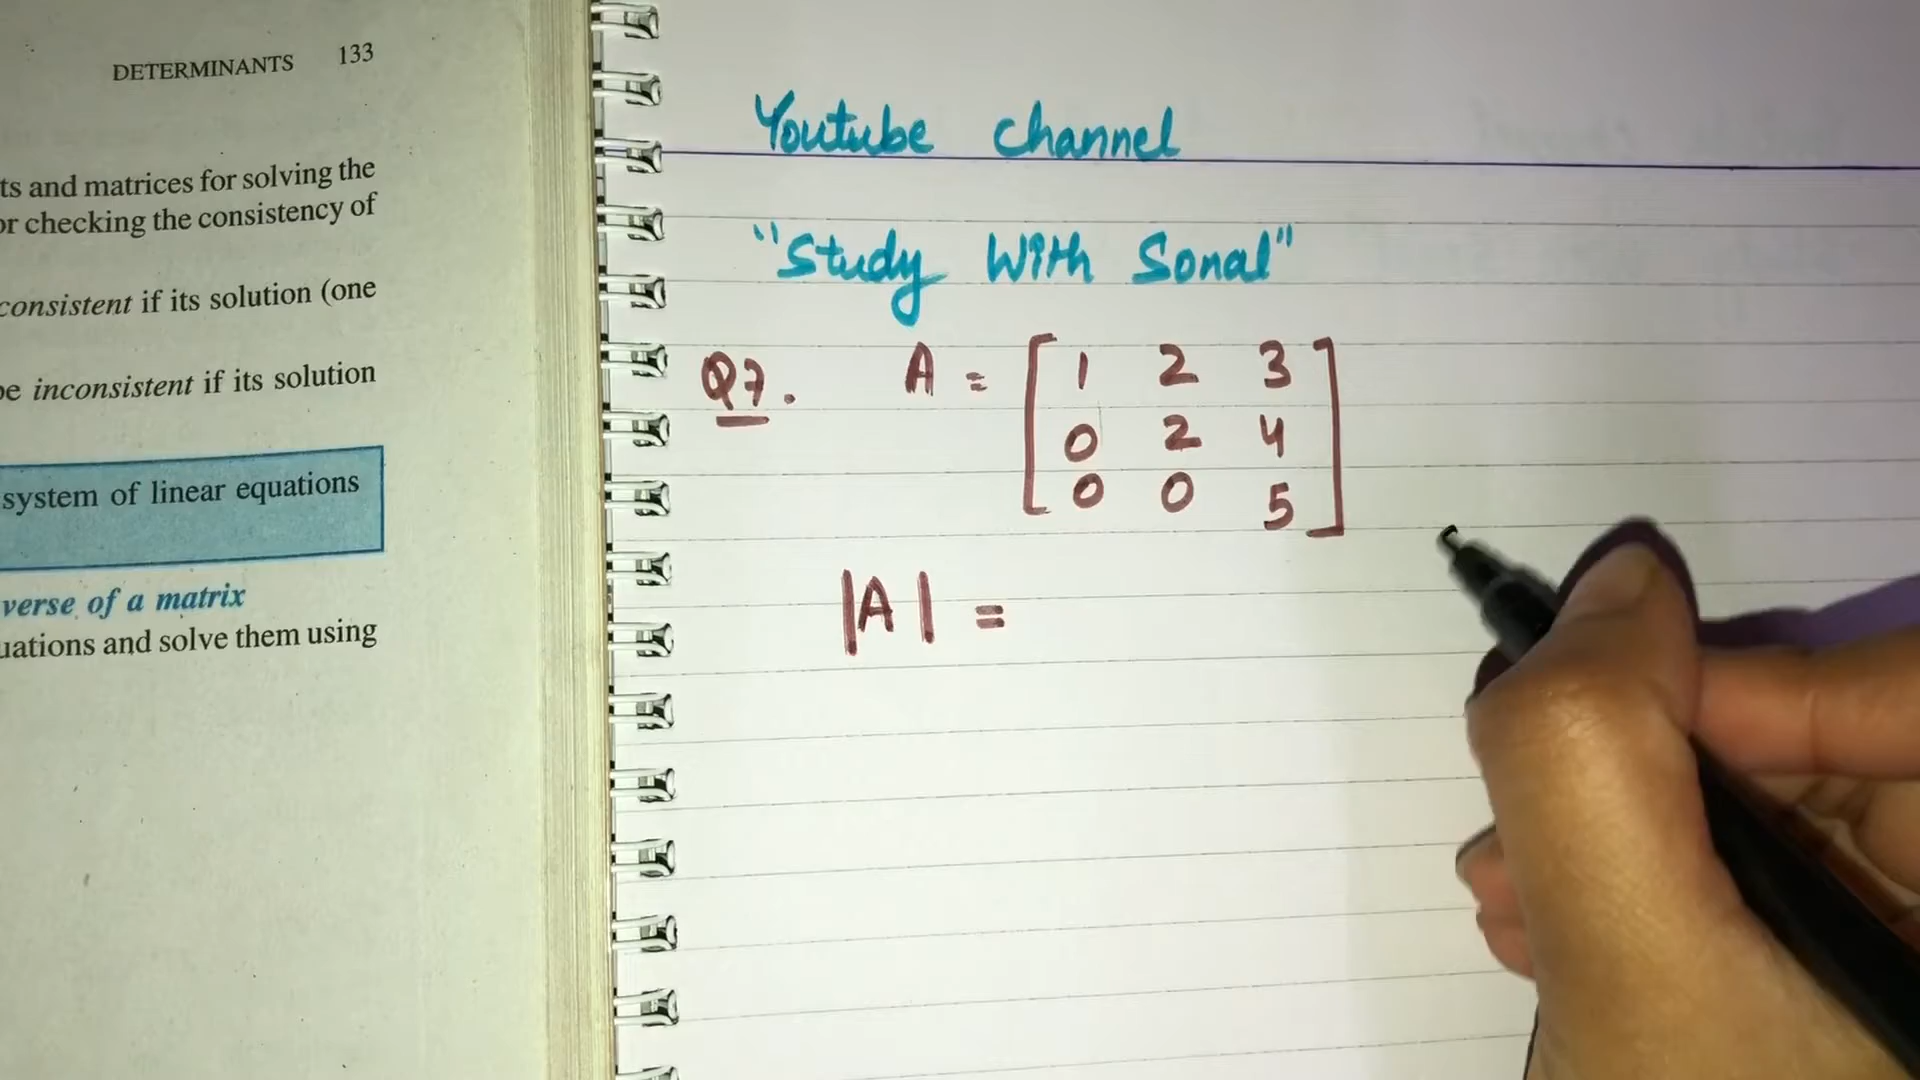 DETERMINANTS 133
ts and matrices for solving the
or checking the consistency of
consistent if its solution (one
be inconsistent if its solution
system of linear equations
verse of a matrix
uations and solve them using
Youtube channel
"Study With Sonal"
Q7. A = [1 2 3
0 2 4
0 0 5]
|A| =